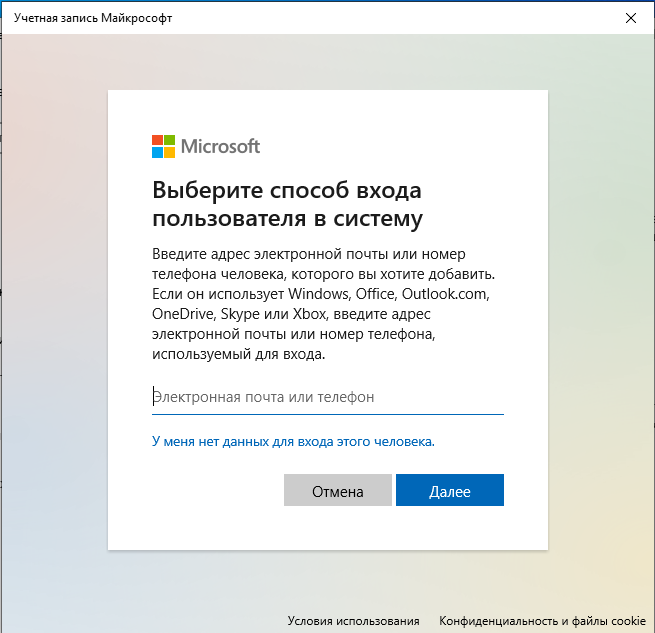 Учетная запись Майкрософт
Microsoft
Выберите способ входа
пользователя в систему
Введите адрес электронной почты или номер
телефона человека, которого вы хотите добавить.
Если он использует Windows, Office, Outlook.com,
OneDrive, Skype или Xbox, введите адрес
электронной почты или номер телефона,
используемый для входа.
Электронная почта или телефон
У меня нет данных для входа этого человека.
Отмена Далее
Условия использования Конфиденциальность и файлы cookie